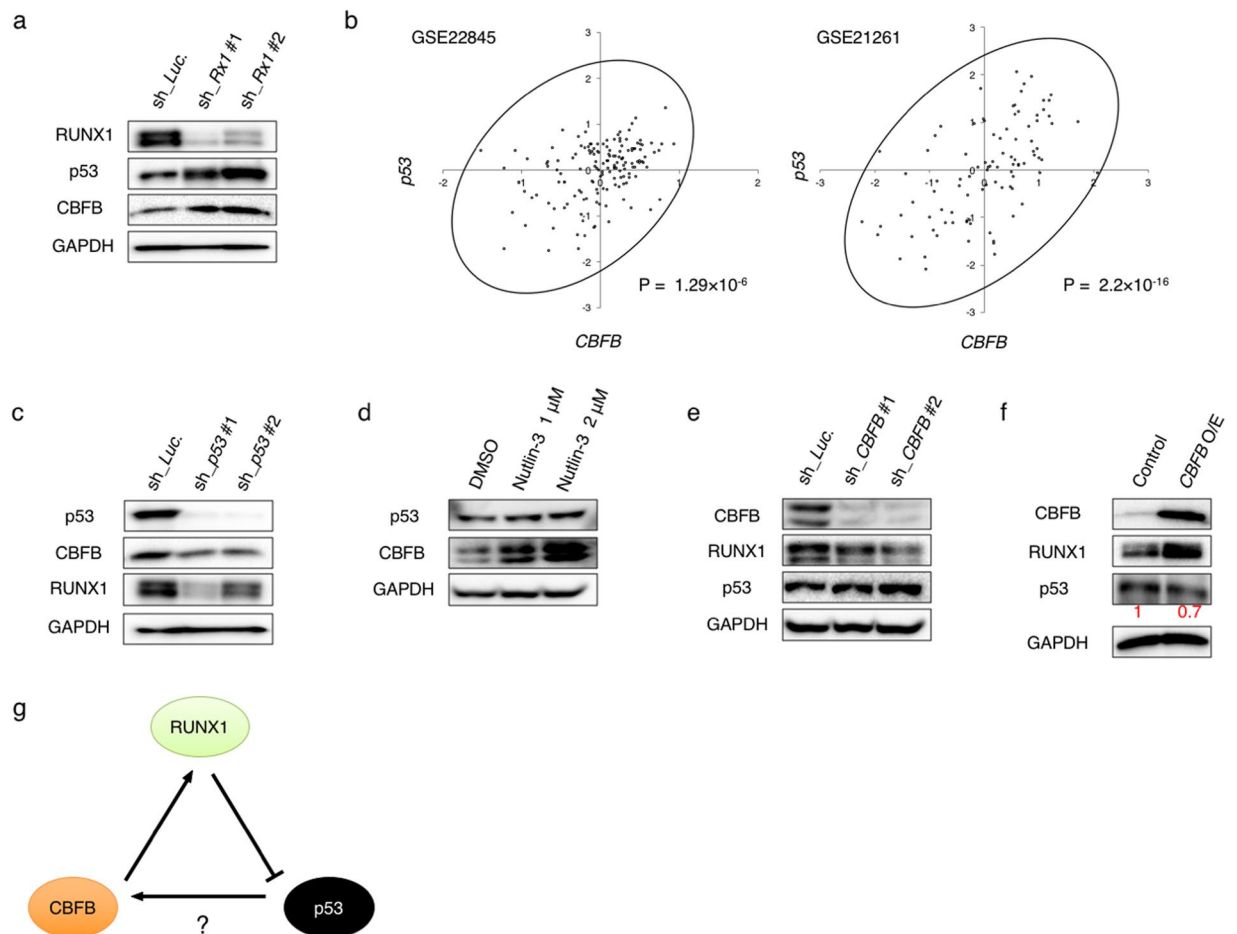 a
sh_Luc.
sh_Rx1 #1
sh_Rx1 #2
RUNX1
p53
CBFB
GAPDH
b
GSE22845
3
2
1
0
-1
-2
-3
-2
-1
0
1
2
p53
CBFB
P = 1.29×10-6
GSE21261
3
2
1
0
-1
-2
-3
-3
-2
-1
0
1
2
3
p53
CBFB
P = 2.2×10-16
c
sh_Luc.
sh_p53 #1
sh_p53 #2
p53
CBFB
RUNX1
GAPDH
d
DMSO
Nutlin-3 1 μM
Nutlin-3 2 μM
p53
CBFB
GAPDH
e
sh_Luc.
sh_CBFB #1
sh_CBFB #2
CBFB
RUNX1
p53
GAPDH
f
Control
CBFB O/E
CBFB
RUNX1
p53
1 0.7
GAPDH
g
RUNX1
CBFB
p53
?